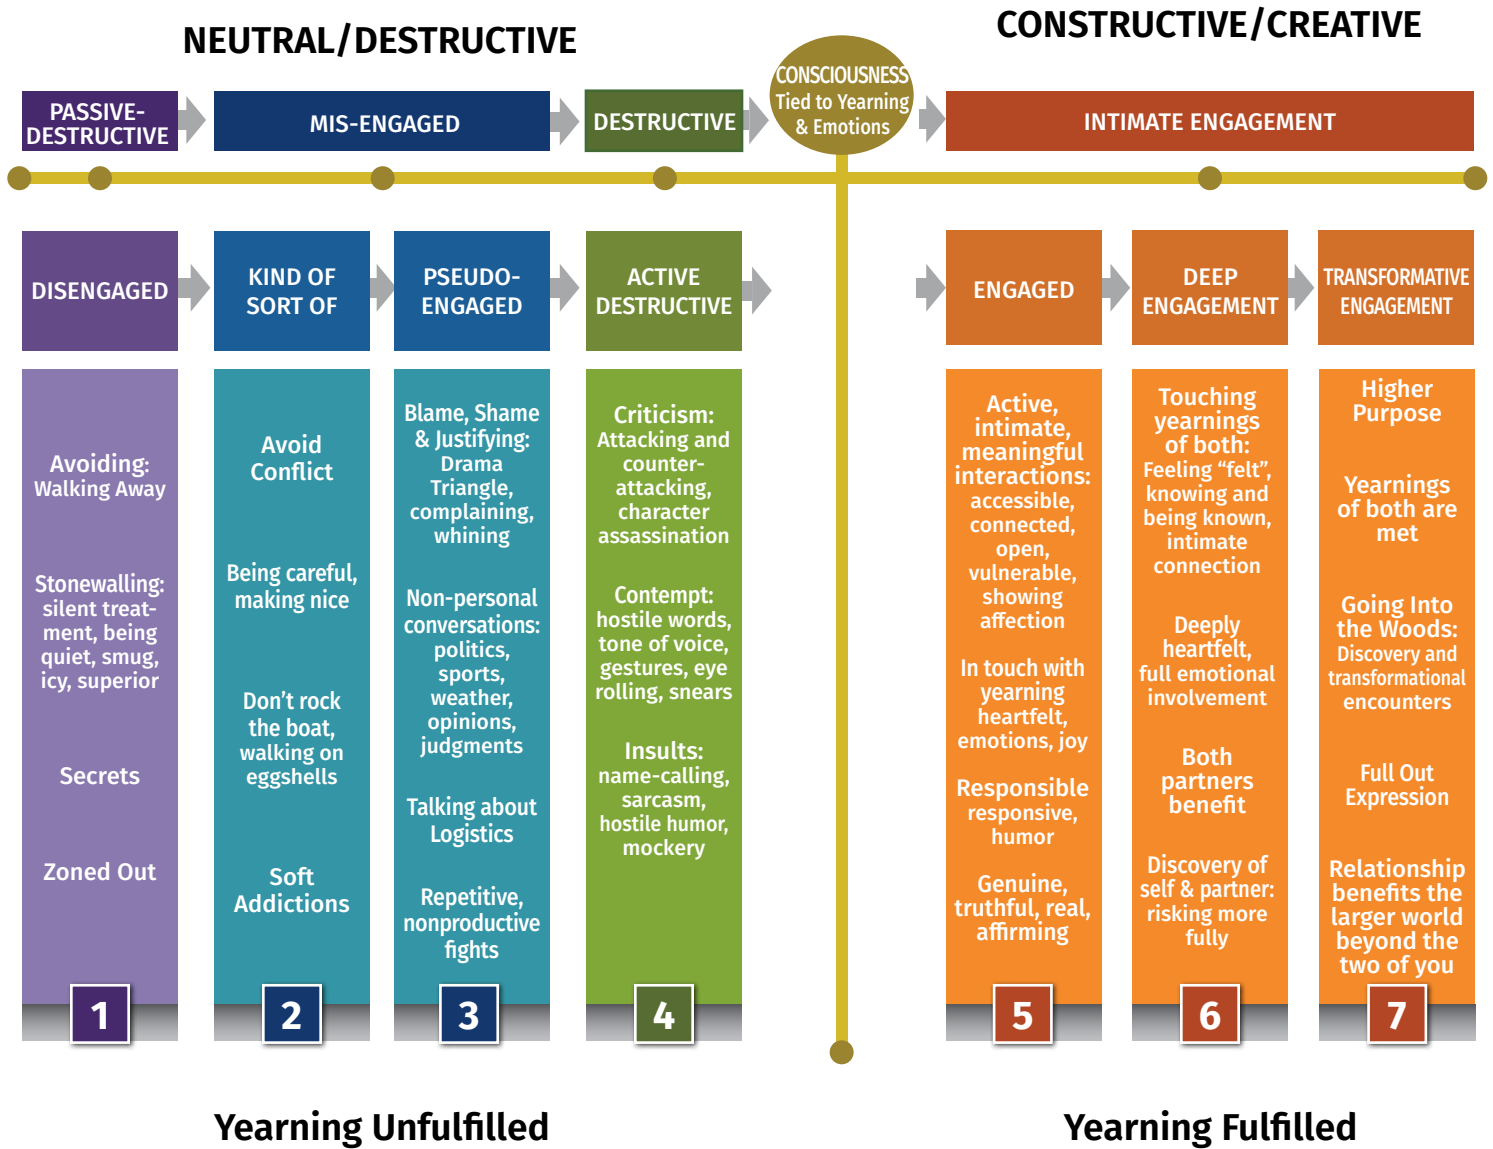 NEUTRAL/DESTRUCTIVE
CONSTRUCTIVE/CREATIVE
PASSIVE-
DESTRUCTIVE
MIS-ENGAGED
DESTRUCTIVE
CONSCIOUSNESS
Tied to Yearning
& Emotions
INTIMATE ENGAGEMENT
DISENGAGED
KIND OF
SORT OF
PSEUDO-
ENGAGED
ACTIVE
DESTRUCTIVE
ENGAGED
DEEP
ENGAGEMENT
TRANSFORMATIVE
ENGAGEMENT
Avoiding:
Walking Away
Stonewalling:
silent treat-
ment, being
quiet, smug,
icy, superior
Secrets
Zoned Out
1
Avoid
Conflict
Being careful,
making nice
Don't rock
the boat,
walking on
eggshells
Soft
Addictions
2
Blame, Shame
& Justifying:
Drama
Triangle,
complaining,
whining
Non-personal
conversations:
politics,
sports,
weather,
opinions,
judgments
Talking about
Logistics
Repetitive,
nonproductive
fights
3
Criticism:
Attacking and
counter-
attacking,
character
assassination
Contempt:
hostile words,
tone of voice,
gestures, eye
rolling, snears
Insults:
name-calling,
sarcasm,
hostile humor,
mockery
4
Active,
intimate,
meaningful
interactions:
accessible,
connected,
open,
vulnerable,
showing
affection
In touch with
yearning
heartfelt,
emotions, joy
Responsible
responsive,
humor
Genuine,
truthful, real,
affirming
5
Touching
yearnings
of both:
Feeling “felt”,
knowing and
being known,
intimate
connection
Deeply
heartfelt,
full emotional
involvement
Both
partners
benefit
Discovery of
self & partner:
risking more
fully
6
Higher
Purpose
Yearnings
of both are
met
Going Into
the Woods:
Discovery and
transformational
encounters
Full Out
Expression
Relationship
benefits the
larger world
beyond the
two of you
7
Yearning Unfulfilled
Yearning Fulfilled